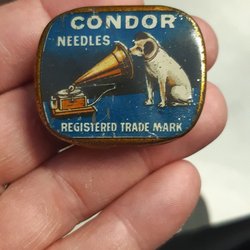 CONDOR
NEEDLES
REGISTERED TRADE MARK